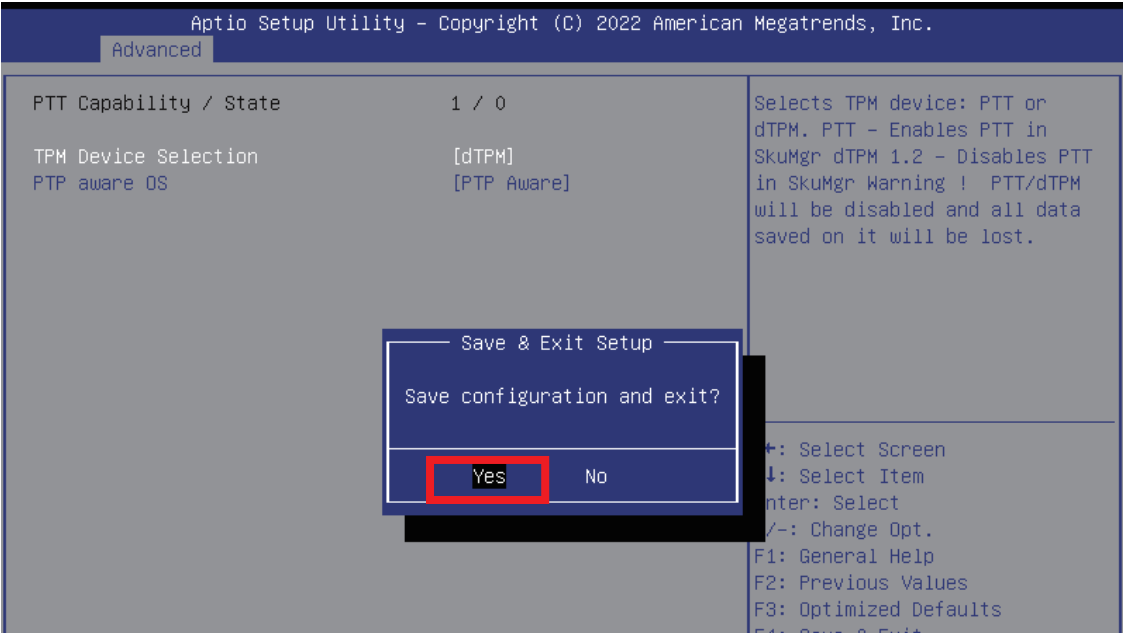 Aptio Setup Utility – Copyright (C) 2022 American Megatrends, Inc.
Advanced
PTT Capability / State 1 / 0
TPM Device Selection [dTPM]
PTP aware OS [PTP Aware]
Selects TPM device: PTT or
dTPM. PTT – Enables PTT in
SkuMgr dTPM 1.2 – Disables PTT
in SkuMgr Warning ! PTT/dTPM
will be disabled and all data
saved on it will be lost.
Save & Exit Setup
Save configuration and exit?
Yes No
: Select Screen
↓: Select Item
nter: Select
/–: Change Opt.
F1: General Help
F2: Previous Values
F3: Optimized Defaults
F4: Save & Exit